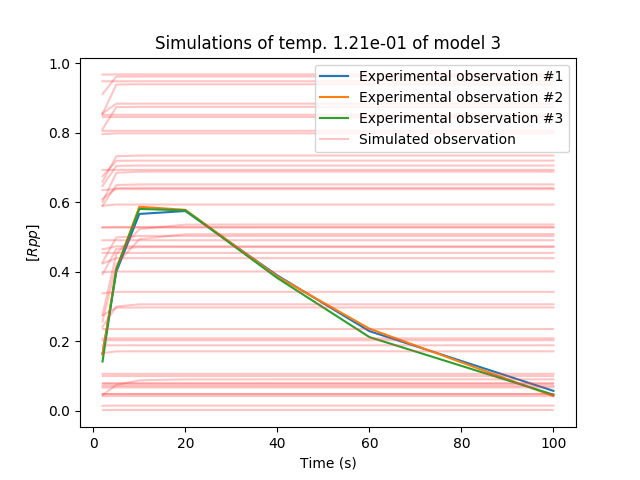 Simulations of temp. 1.21e-01 of model 3
Experimental observation #1
Experimental observation #2
Experimental observation #3
Simulated observation
1.0
0.8
0.6
0.4
0.2
0.0
[Rpp]
0
20
40
60
80
100
Time (s)